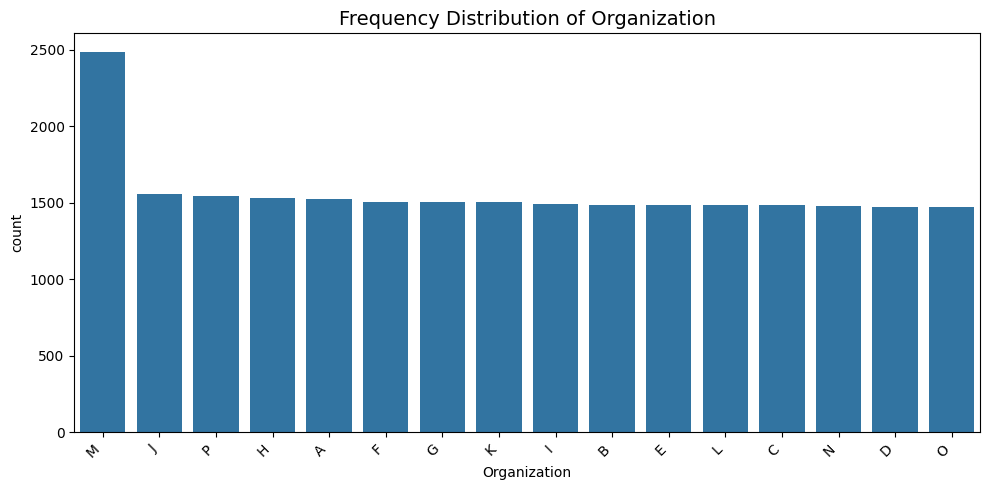 Frequency Distribution of Organization
2500
2000
1500
1000
500
0
count
M J P H A F G K I B E L C N D O
Organization